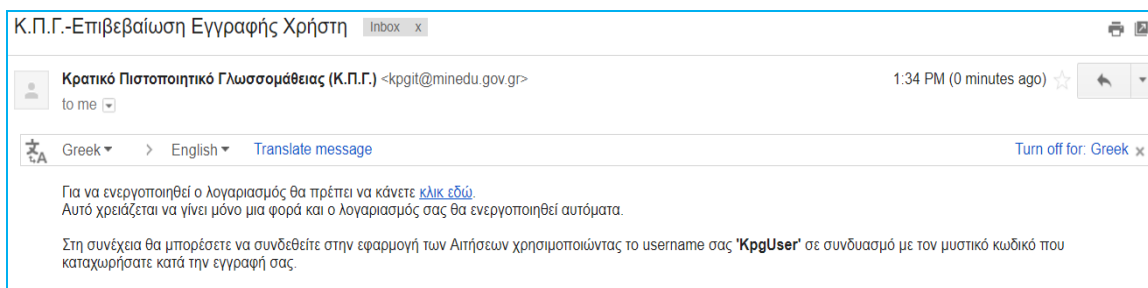 Κ.Π.Γ.-Επιβεβαίωση Εγγραφής Χρήστη Inbox x
Κρατικό Πιστοποιητικό Γλωσσομάθειας (Κ.Π.Γ.) <kpgit@minedu.gov.gr> 1:34 PM (0 minutes ago)
to me
Greek > English Translate message Turn off for: Greek x
Για να ενεργοποιηθεί ο λογαριασμός θα πρέπει να κάνετε κλικ εδώ.
Αυτό χρειάζεται να γίνει μόνο μια φορά και ο λογαριασμός σας θα ενεργοποιηθεί αυτόματα.
Στη συνέχεια θα μπορέσετε να συνδεθείτε στην εφαρμογή των Αιτήσεων χρησιμοποιώντας το username σας 'KpgUser' σε συνδυασμό με τον μυστικό κωδικό που
καταχωρήσατε κατά την εγγραφή σας.